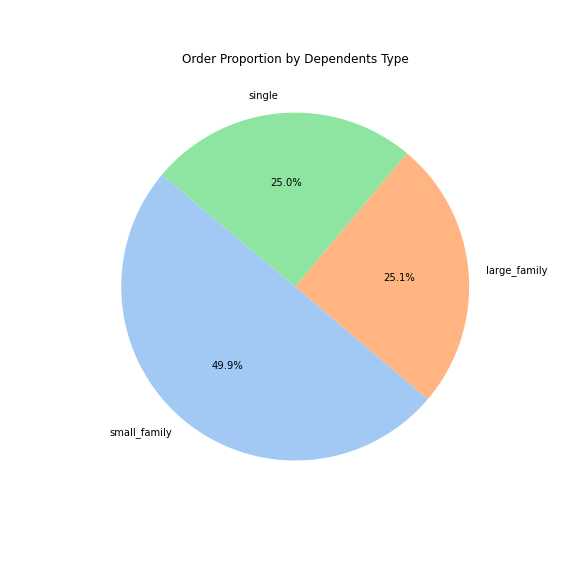 Order Proportion by Dependents Type
single
25.0%
large_family
25.1%
49.9%
small_family